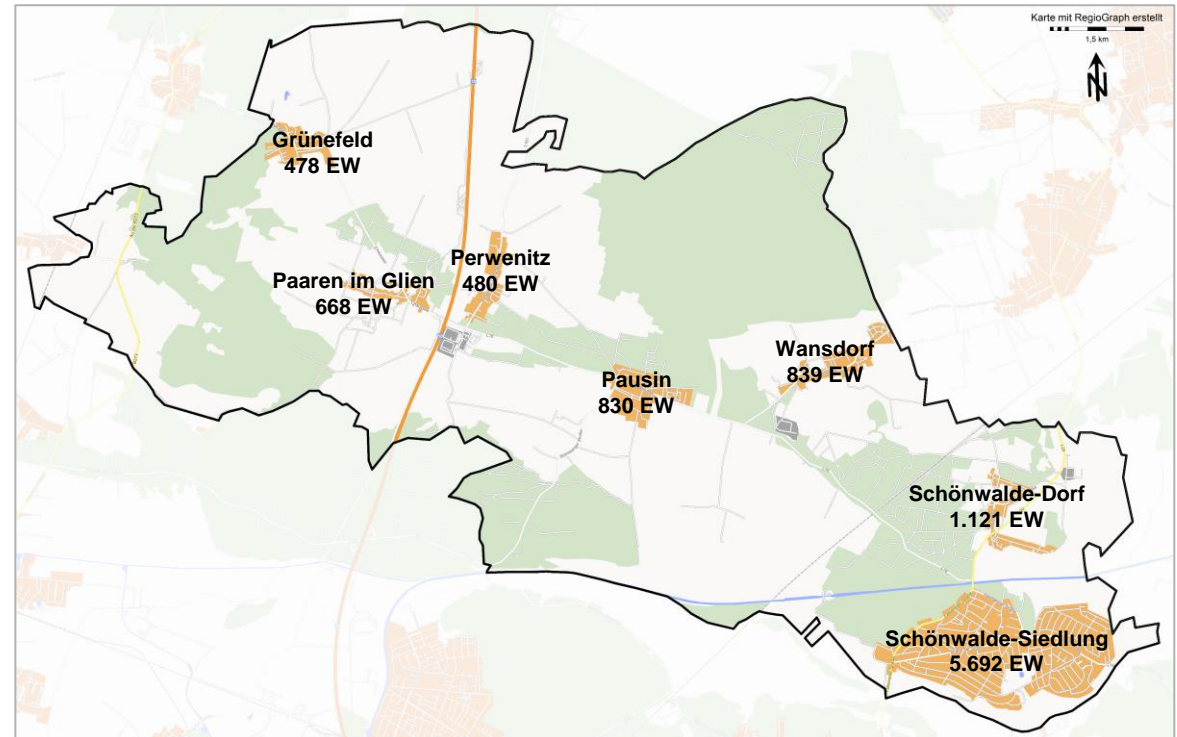 Karte mit RegioGraph erstellt
1,5 km
N
Grünefeld
478 EW
Perwenitz
480 EW
Paaren im Glien
668 EW
Wansdorf
839 EW
Pausin
830 EW
Schönwalde-Dorf
1.121 EW
Schönwalde-Siedlung
5.692 EW